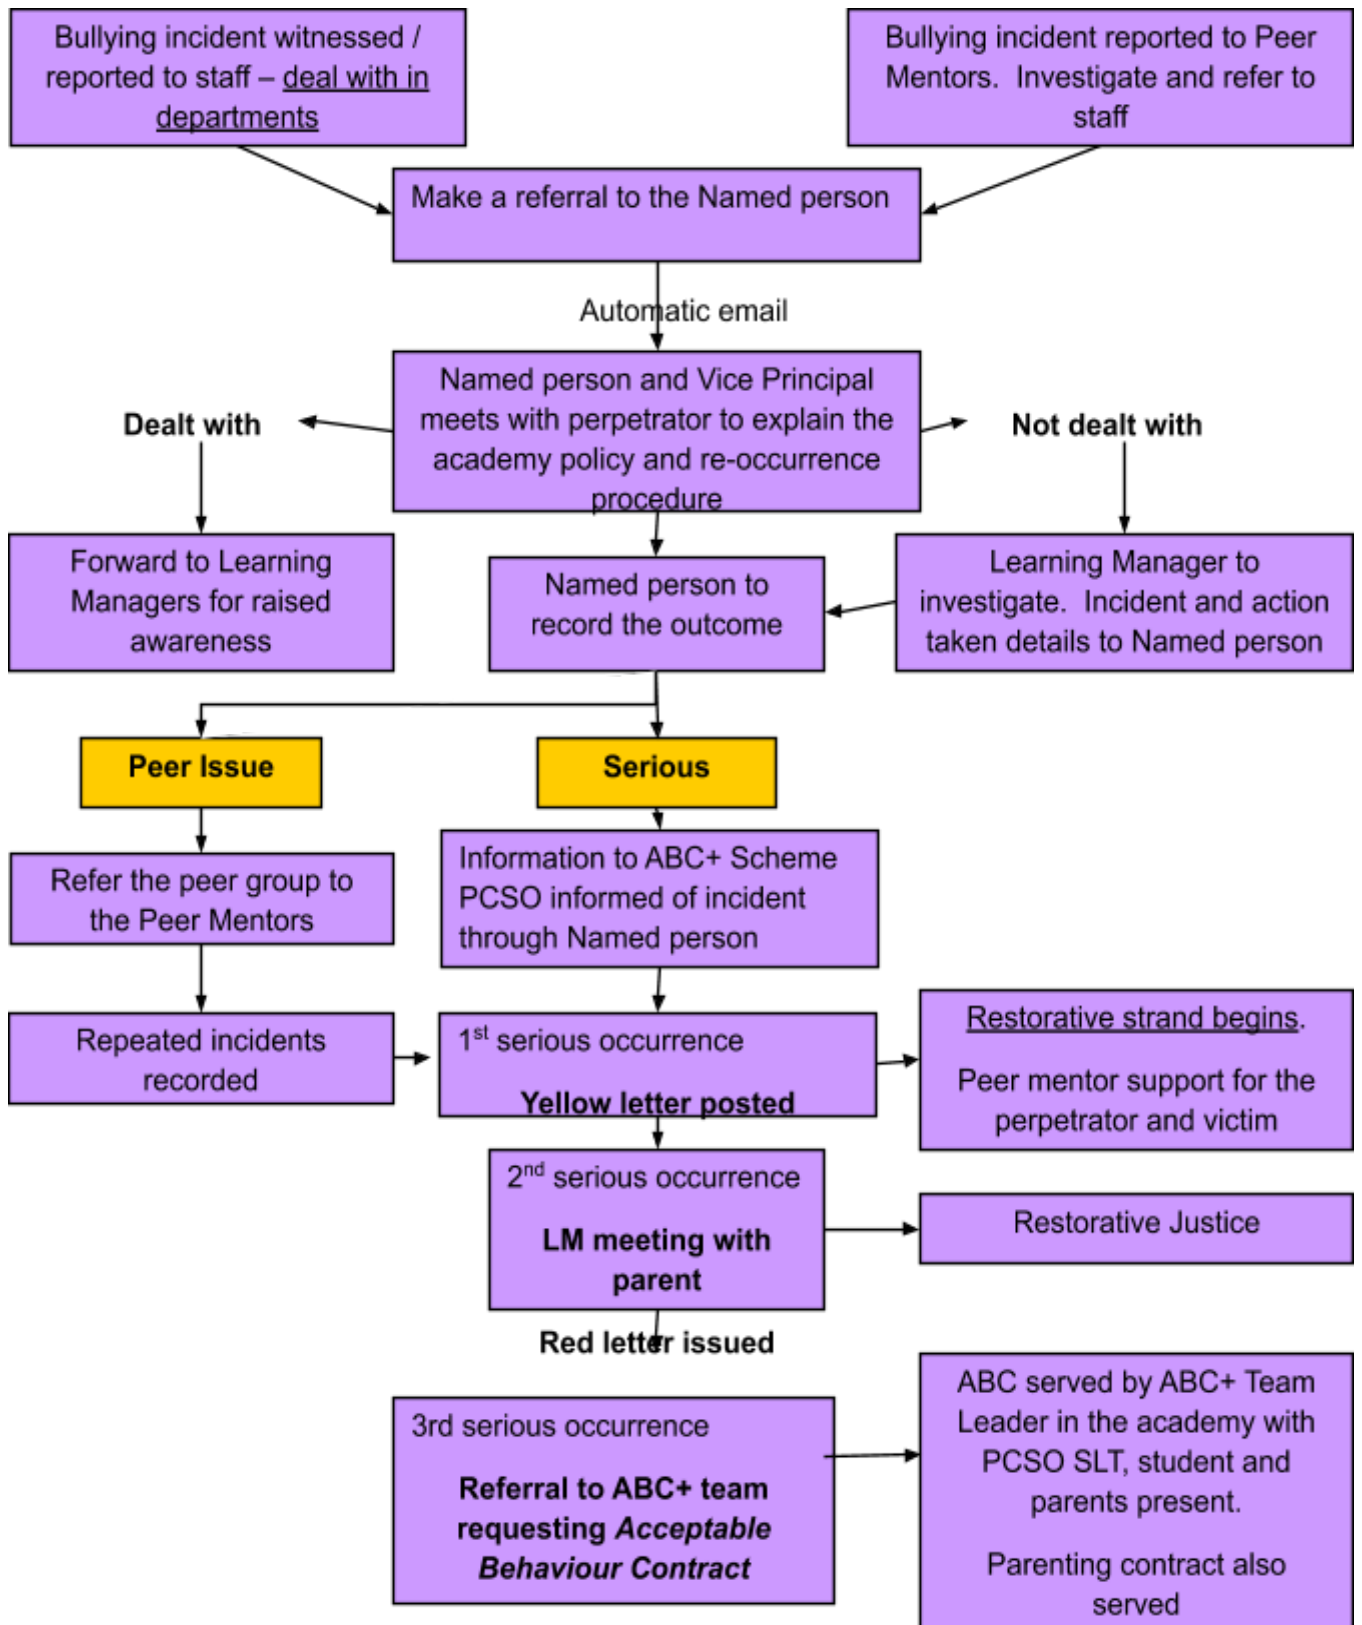 Bullying incident witnessed /
reported to staff – deal with in
departments
Bullying incident reported to Peer
Mentors.  Investigate and refer to
staff
Make a referral to the Named person
Automatic email
Named person and Vice Principal
meets with perpetrator to explain the
academy policy and re-occurrence
procedure
Dealt with
Not dealt with
Forward to Learning
Managers for raised
awareness
Named person to
record the outcome
Learning Manager to
investigate.  Incident and action
taken details to Named person
Peer Issue
Serious
Refer the peer group to
the Peer Mentors
Information to ABC+ Scheme
PCSO informed of incident
through Named person
Repeated incidents
recorded
1st serious occurrence
Yellow letter posted
Restorative strand begins.
Peer mentor support for the
perpetrator and victim
2nd serious occurrence
LM meeting with
parent
Restorative Justice
Red letter issued
3rd serious occurrence
Referral to ABC+ team
requesting Acceptable
Behaviour Contract
ABC served by ABC+ Team
Leader in the academy with
PCSO SLT, student and
parents present.
Parenting contract also
served